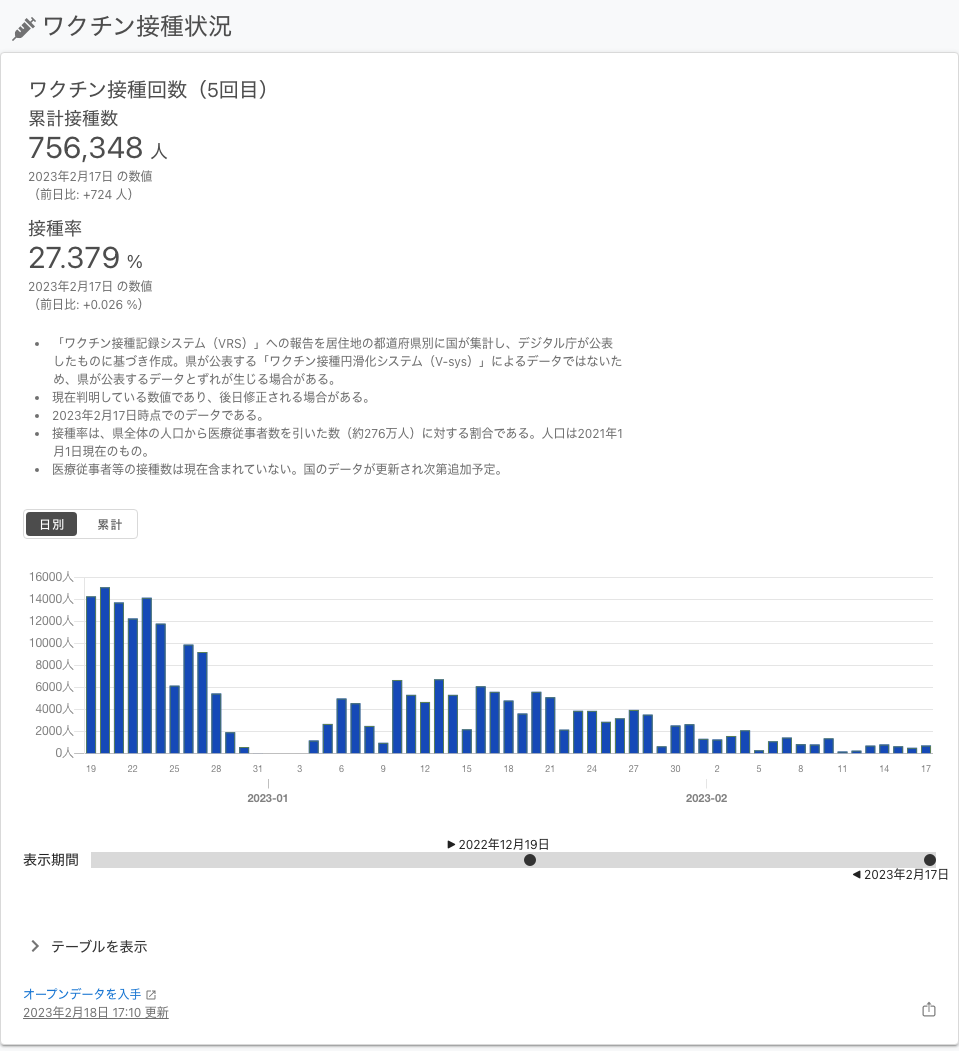 ワクチン接種状況
ワクチン接種回数（5回目）
累計接種数
756,348 人
2023年2月17日 の数値
（前日比: +724 人）
接種率
27.379 %
2023年2月17日 の数値
（前日比: +0.026 %）
• 「ワクチン接種記録システム（VRS）」への報告を居住地の都道府県別に国が集計し、デジタル庁が公表
したものに基づき作成。県が公表する「ワクチン接種円滑化システム（V-sys）」によるデータではないた
め、県が公表するデータとずれが生じる場合がある。
• 現在判明している数値であり、後日修正される場合がある。
• 2023年2月17日時点でのデータである。
• 接種率は、県全体の人口から医療従事者数を引いた数（約276万人）に対する割合である。人口は2021年1
月1日現在のもの。
• 医療従事者等の接種数は現在含まれていない。国のデータが更新され次第追加予定。
日別 累計
16000人
14000人
12000人
10000人
8000人
6000人
4000人
2000人
0人
19 22 25 28 31 3 6 9 12 15 18 21 24 27 30 2 5 8 11 14 17
2023-01 2023-02
▶ 2022年12月19日
表示期間
◀ 2023年2月17日
テーブルを表示
オープンデータを入手
2023年2月18日 17:10 更新